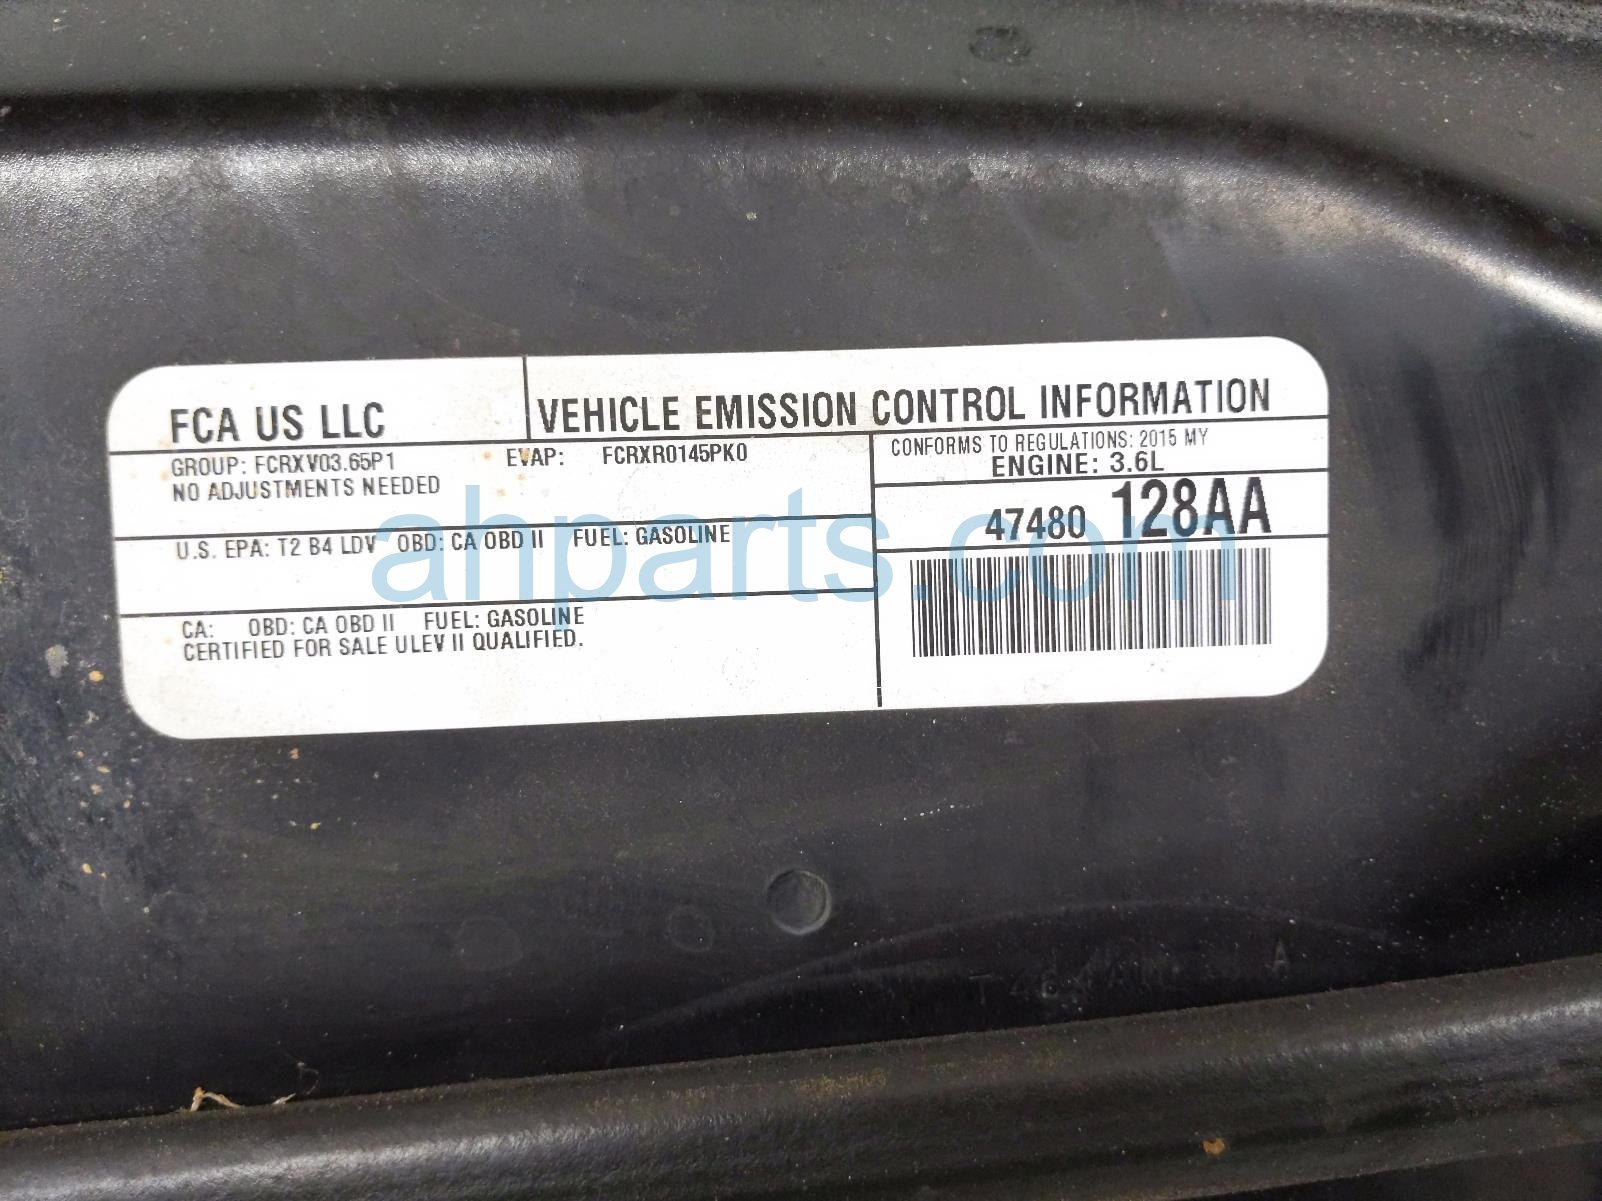 FCA US LLC
VEHICLE EMISSION CONTROL INFORMATION
GROUP: FCRXV03.65P1 EVAP: FCRXR0145PK0
NO ADJUSTMENTS NEEDED
CONFORMS TO REGULATIONS: 2015 MY
ENGINE: 3.6L
47480 128AA
U.S. EPA: T2 B4 LDV OBD: CA OBD II FUEL: GASOLINE
CA: OBD: CA OBD II FUEL: GASOLINE
CERTIFIED FOR SALE ULEV II QUALIFIED.
ahparts.com